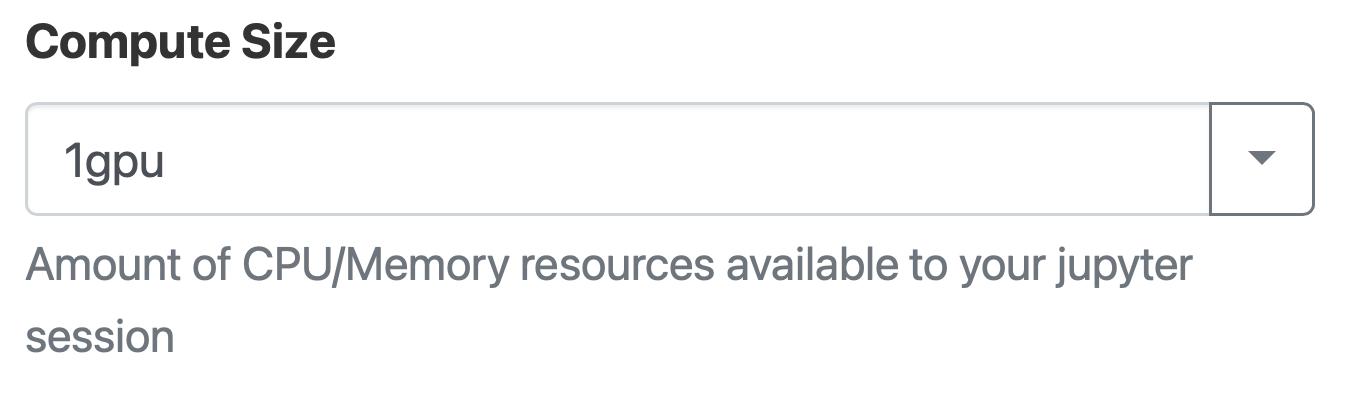 Compute Size
1gpu
Amount of CPU/Memory resources available to your jupyter
session